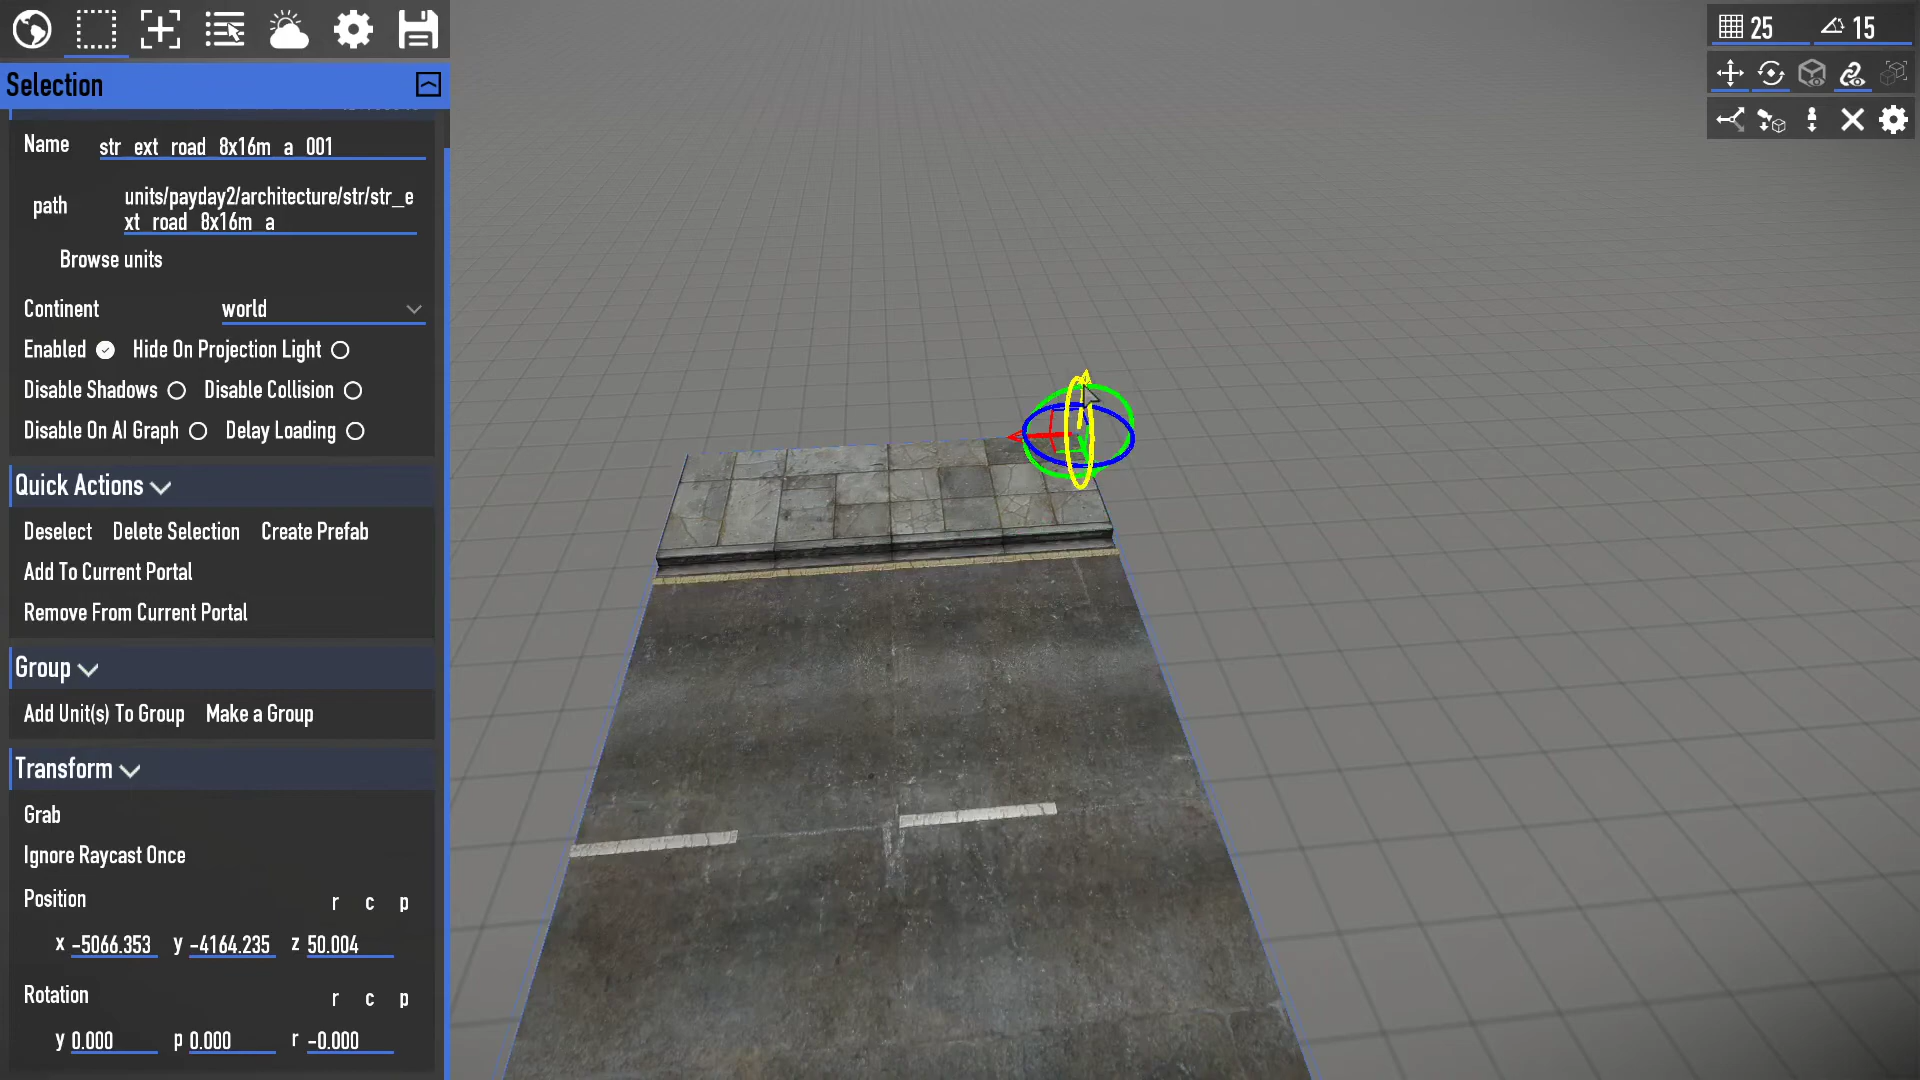 Selection
Name str_ext_road_8x16m_a_001
path units/payday2/architecture/str/str_e
xt_road_8x16m_a
Browse units
Continent world
Enabled Hide On Projection Light
Disable Shadows Disable Collision
Disable On AI Graph Delay Loading
Quick Actions
Deselect Delete Selection Create Prefab
Add To Current Portal
Remove From Current Portal
Group
Add Unit(s) To Group Make a Group
Transform
Grab
Ignore Raycast Once
Position r c p
x -5066.353 y -4164.235 z 50.004
Rotation r c p
y 0.000 p 0.000 r -0.000
25 15